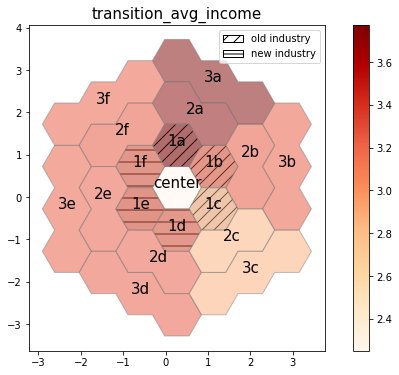 transition_avg_income
old industry
new industry
3a
3f
2a
2f
1a
2b
1f
1b
3b
center
2e
3e
1e
1c
1d
2c
2d
3c
3d
4
3
2
1
0
−1
−2
−3
−3
−2
−1
0
1
2
3
3.6
3.4
3.2
3.0
2.8
2.6
2.4